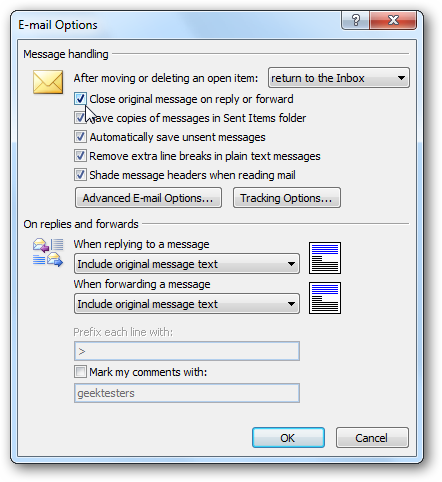 E-mail Options
Message handling
After moving or deleting an open item: return to the Inbox
Close original message on reply or forward
ave copies of messages in Sent Items folder
Automatically save unsent messages
Remove extra line breaks in plain text messages
Shade message headers when reading mail
Advanced E-mail Options... Tracking Options...
On replies and forwards
When replying to a message
Include original message text
When forwarding a message
Include original message text
Prefix each line with:
>
Mark my comments with:
geektesters
OK Cancel